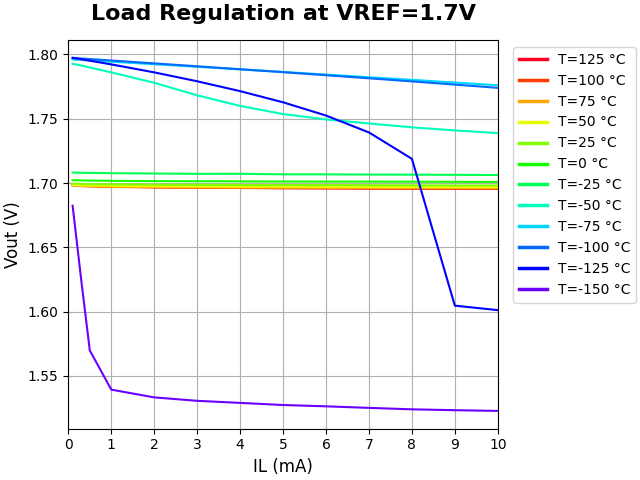 Load Regulation at VREF=1.7V
Vout (V)
1.80
1.75
1.70
1.65
1.60
1.55
0 1 2 3 4 5 6 7 8 9 10
IL (mA)
T=125 °C
T=100 °C
T=75 °C
T=50 °C
T=25 °C
T=0 °C
T=-25 °C
T=-50 °C
T=-75 °C
T=-100 °C
T=-125 °C
T=-150 °C